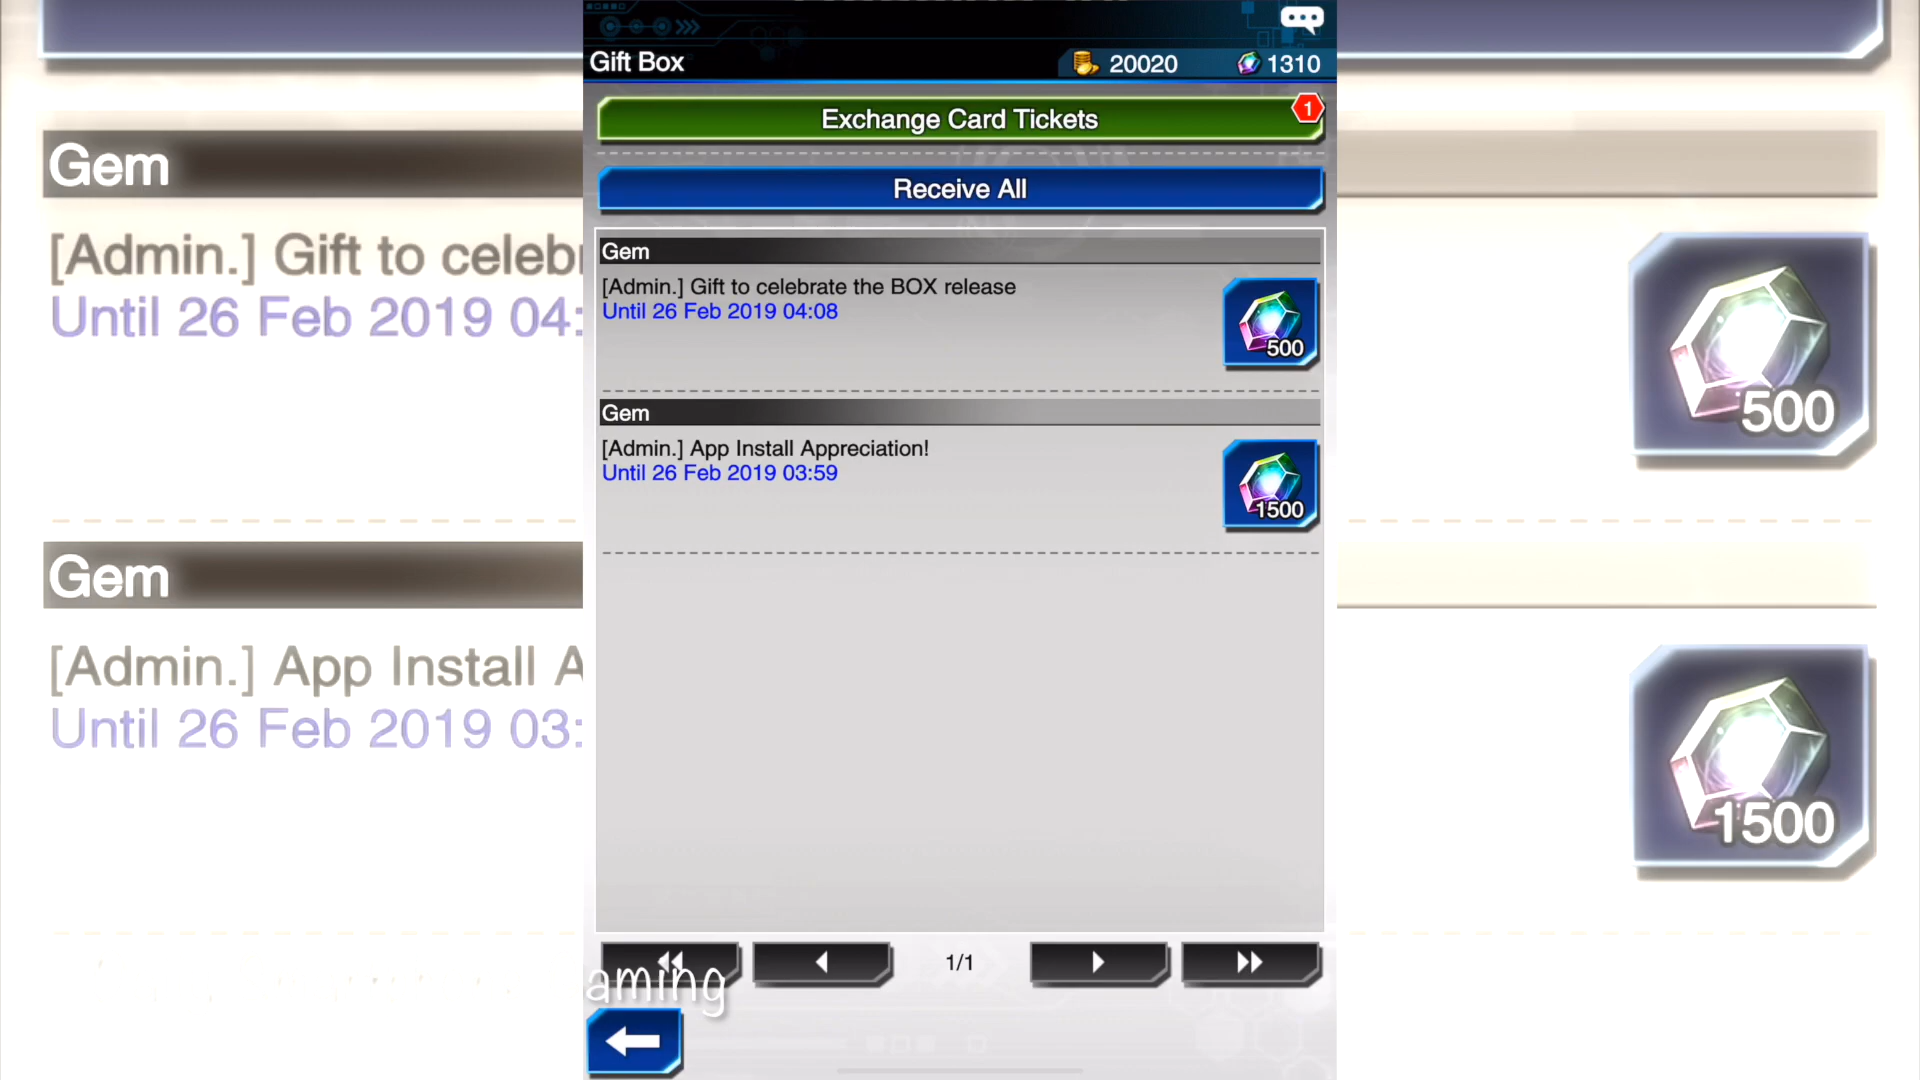 Gift Box
20020
1310
Exchange Card Tickets
1
Receive All
Gem
[Admin.] Gift to celebrate the BOX release
Until 26 Feb 2019 04:08
500
Gem
[Admin.] App Install Appreciation!
Until 26 Feb 2019 03:59
1500
1/1
aming
Gem
[Admin.] Gift to celeb
Until 26 Feb 2019 04:
500
Gem
[Admin.] App Install A
Until 26 Feb 2019 03:
1500